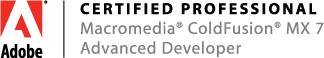 Adobe
CERTIFIED PROFESSIONAL
Macromedia® ColdFusion® MX 7
Advanced Developer